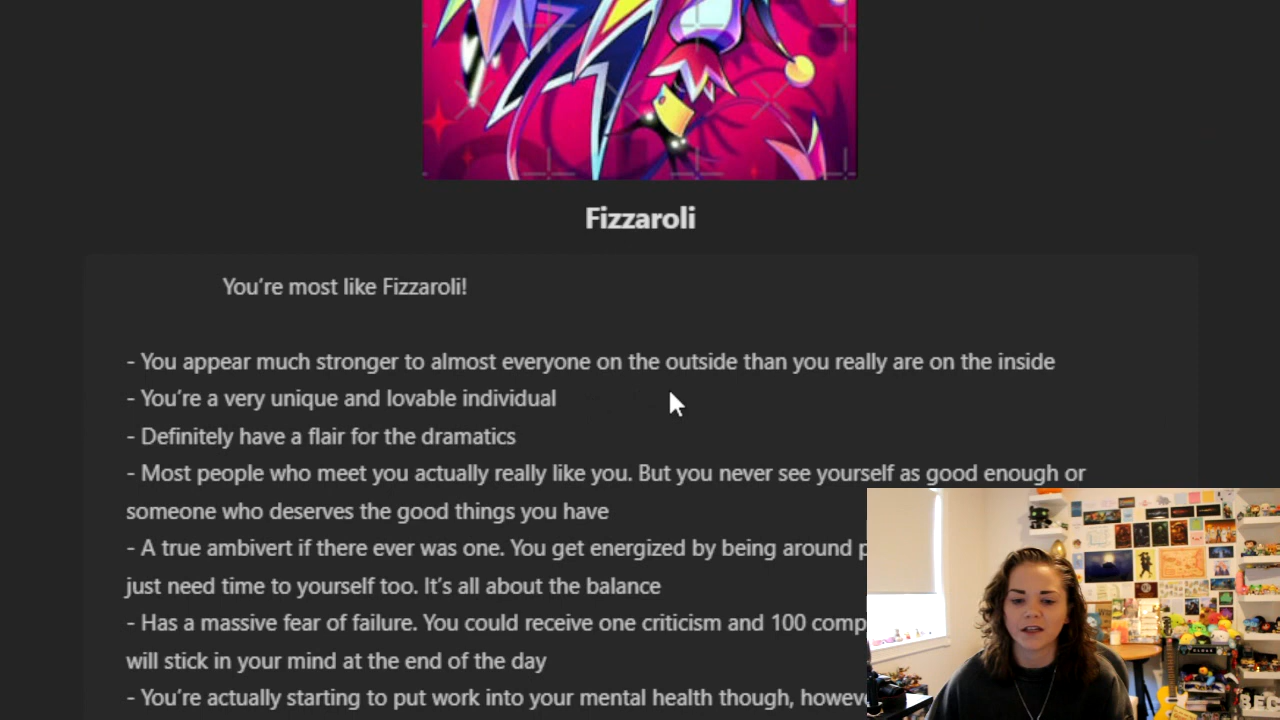 Fizzaroli
You’re most like Fizzaroli!
- You appear much stronger to almost everyone on the outside than you really are on the inside
- You’re a very unique and lovable individual
- Definitely have a flair for the dramatics
- Most people who meet you actually really like you. But you never see yourself as good enough or
someone who deserves the good things you have
- A true ambivert if there ever was one. You get energized by being around
just need time to yourself too. It’s all about the balance
- Has a massive fear of failure. You could receive one criticism and 100
will stick in your mind at the end of the day
- You’re actually starting to put work into your mental health though,